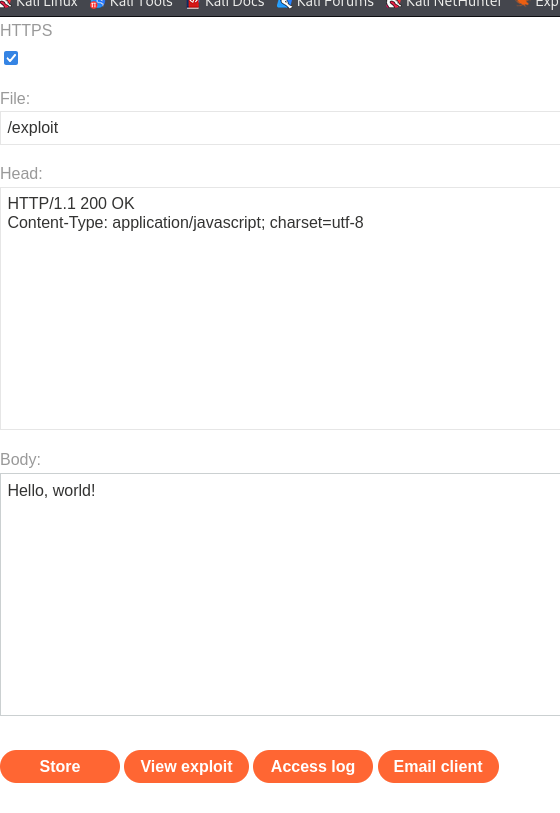 Kali Linux Kali Tools Kali Docs Kali Forums Kali NetHunter Exp
HTTPS
File:
/exploit
Head:
HTTP/1.1 200 OK
Content-Type: application/javascript; charset=utf-8
Body:
Hello, world!
Store View exploit Access log Email client